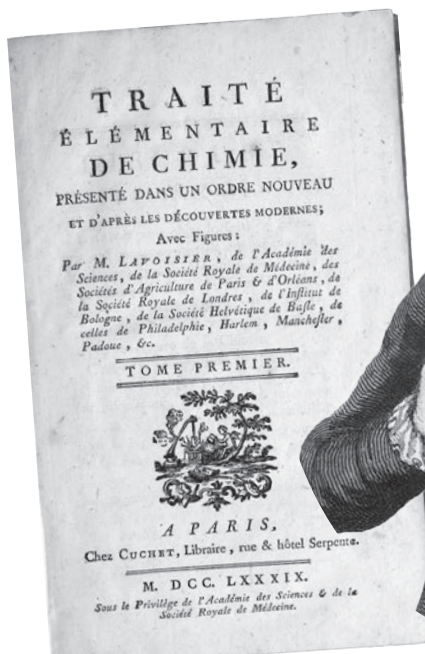 TRAITÉ
ÉLÉMENTAIRE
DE CHIMIE,
PRÉSENTÉ DANS UN ORDRE NOUVEAU
ET D'APRÈS LES DÉCOUVERTES MODERNES;
Avec Figures:
Par M. LAVOISIER, de l'Académie des
Sciences, de la Société Royale de Médecine, des
Sociétés d'Agriculture de Paris & d'Orléans, de
la Société Royale de Londres, de l'Institut de
Bologne, de la Société Helvétique de Basle, de
celles de Philadelphie, Harlem, Manchester,
Padoue, &c.
TOME PREMIER.
A PARIS,
Chez CUCHET, Libraire, rue & hôtel Serpente.
M. DCC. LXXXIX.
Sous le Privilège de l'Académie des Sciences & de la
Société Royale de Médecine.